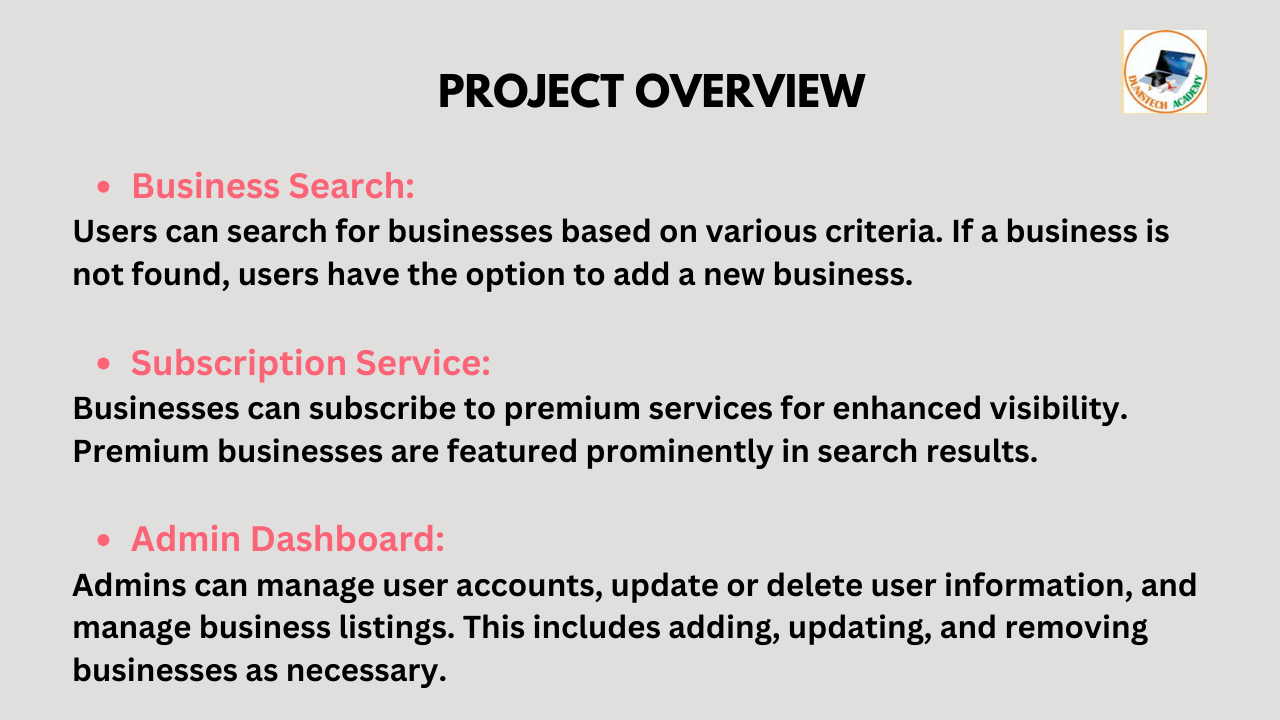 PROJECT OVERVIEW
DUMSTECH ACADEMY
• Business Search:
Users can search for businesses based on various criteria. If a business is
not found, users have the option to add a new business.
• Subscription Service:
Businesses can subscribe to premium services for enhanced visibility.
Premium businesses are featured prominently in search results.
• Admin Dashboard:
Admins can manage user accounts, update or delete user information, and
manage business listings. This includes adding, updating, and removing
businesses as necessary.